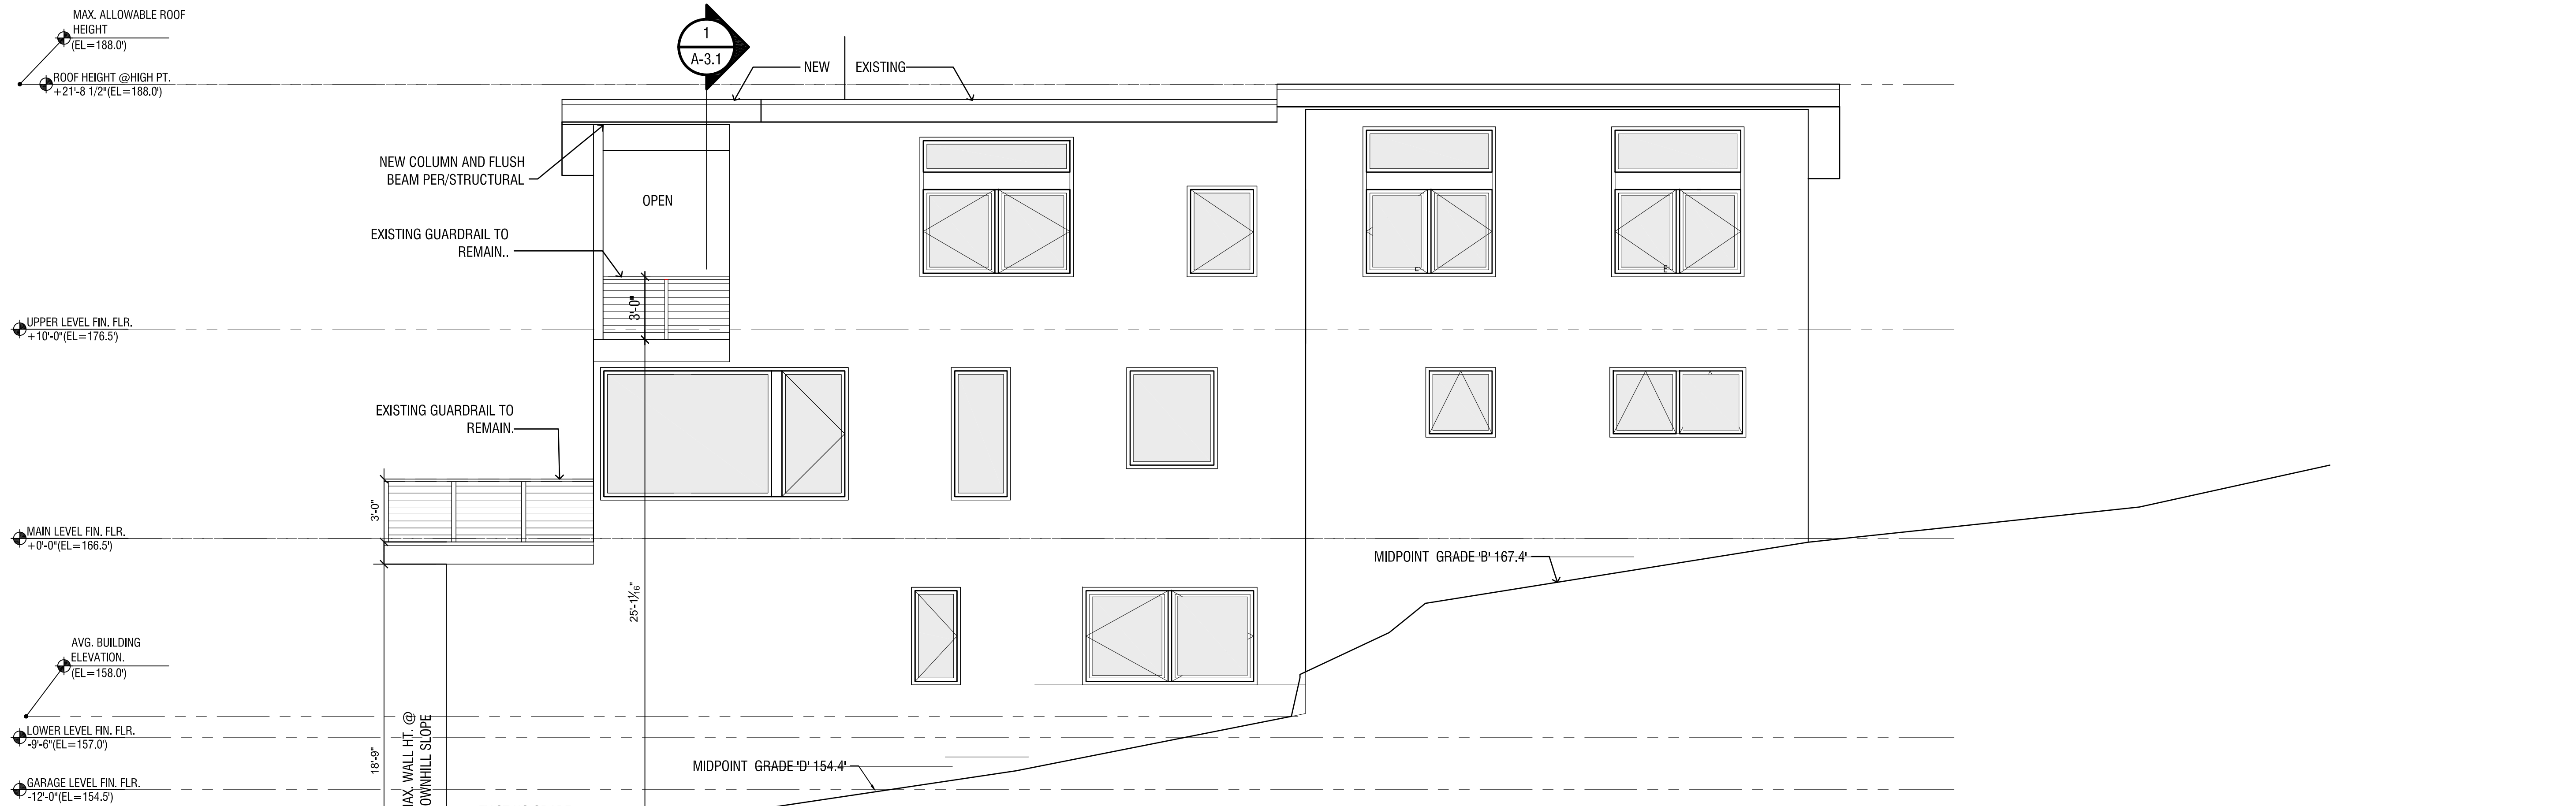 MAX. ALLOWABLE ROOF
HEIGHT
(EL=188.0')
ROOF HEIGHT @HIGH PT.
+21'-8 1/2"(EL=188.0')
1
A-3.1
NEW
EXISTING
NEW COLUMN AND FLUSH
BEAM PER/STRUCTURAL
OPEN
EXISTING GUARDRAIL TO
REMAIN..
3'-0"
UPPER LEVEL FIN. FLR.
+10'-0"(EL=176.5')
EXISTING GUARDRAIL TO
REMAIN.
3'-0"
MAIN LEVEL FIN. FLR.
+0'-0"(EL=166.5')
MIDPOINT GRADE 'B' 167.4'
25'-1 1/16"
AVG. BUILDING
ELEVATION.
(EL=158.0')
LOWER LEVEL FIN. FLR.
-9'-6"(EL=157.0')
18'-9"
WALL HT. @
SLOPE
MIDPOINT GRADE 'D' 154.4'
GARAGE LEVEL FIN. FLR.
-12'-0"(EL=154.5')